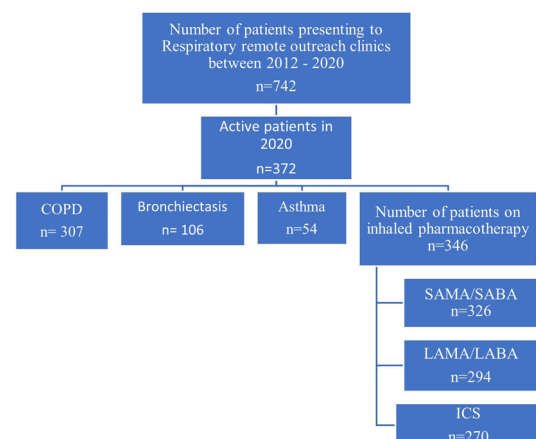 Number of patients presenting to
Respiratory remote outreach clinics
between 2012 - 2020
n=742
Active patients in
2020
n=372
COPD
n= 307
Bronchiectasis
n= 106
Asthma
n=54
Number of patients on
inhaled pharmacotherapy
n=346
SAMA/SABA
n=326
LAMA/LABA
n=294
ICS
n=270